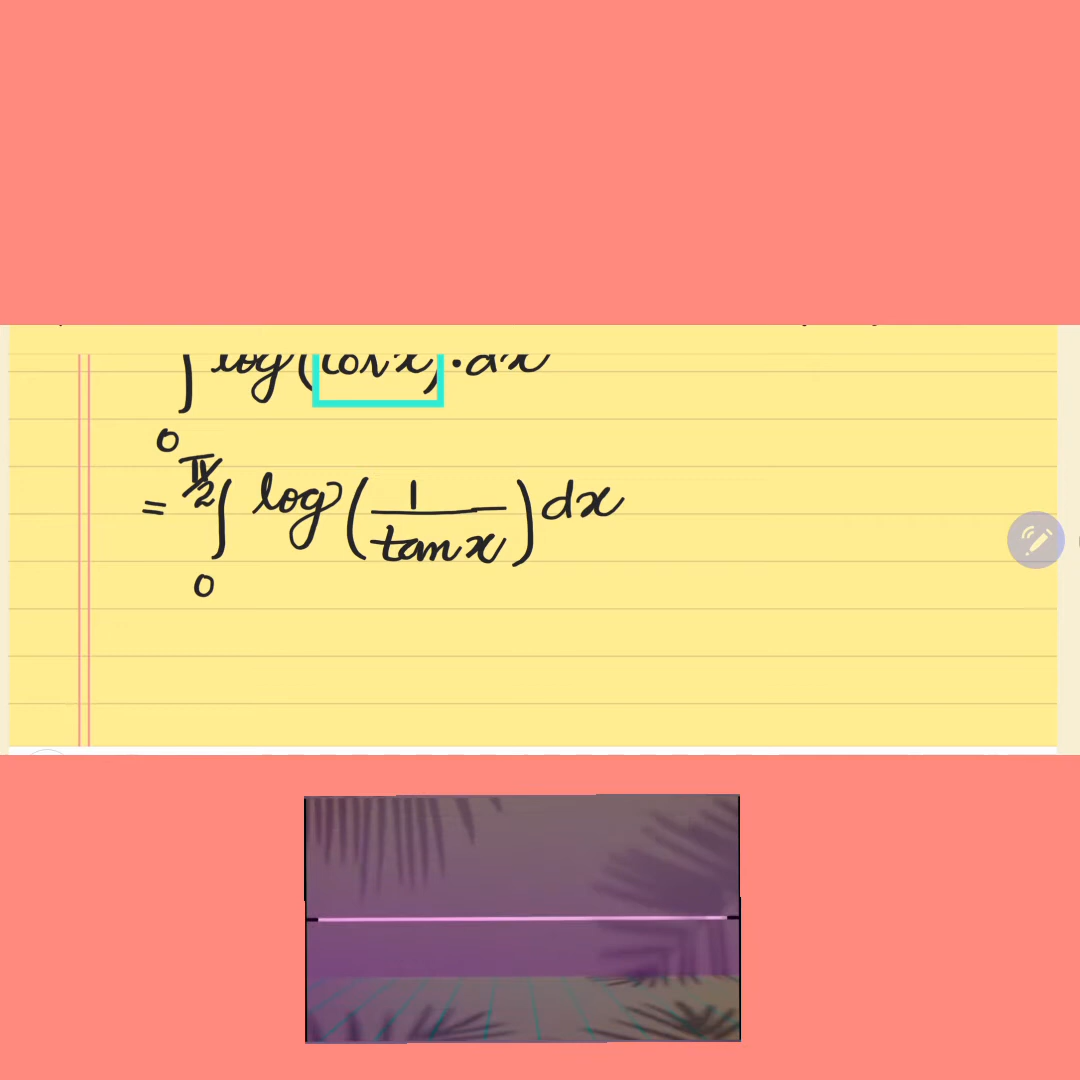 ∫ log(cot x)·dx
0
= π/2 ∫ log(1/tan x) dx
0